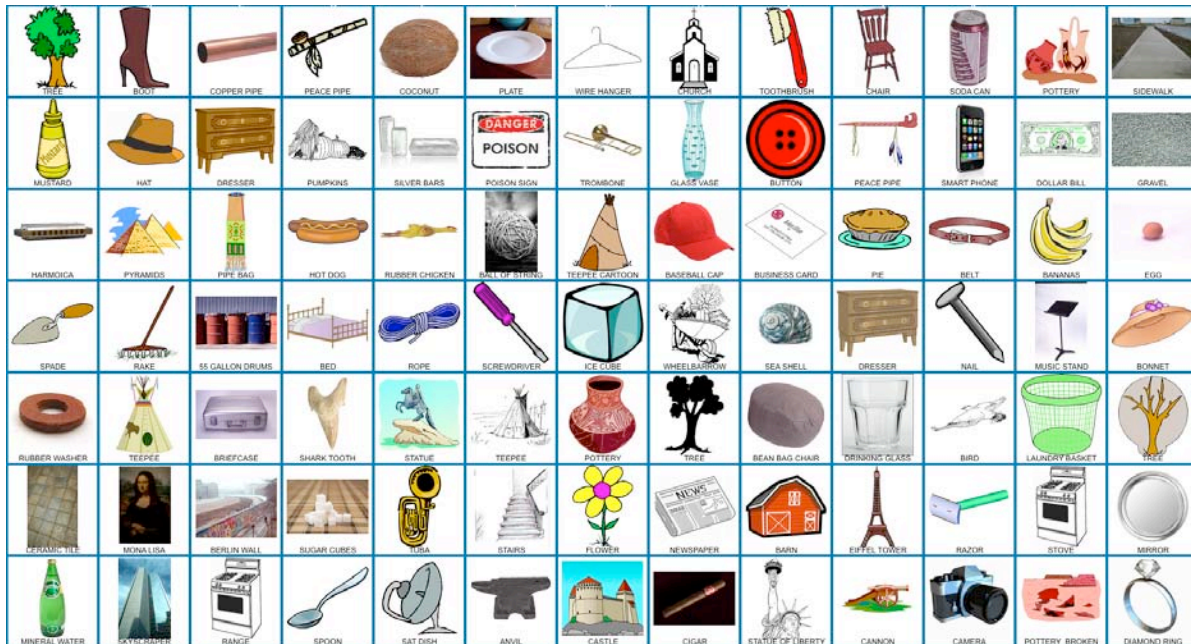 TREE
BOOT
COPPER PIPE
PEACE PIPE
COCONUT
PLATE
WIRE HANGER
CHURCH
TOOTHBRUSH
CHAIR
SODA CAN
POTTERY
SIDEWALK
Mustard
MUSTARD
HAT
DRESSER
PUMPKINS
SILVER BARS
DANGER
POISON
POISON SIGN
TROMBONE
GLASS VASE
BUTTON
PEACE PIPE
SMART PHONE
DOLLAR BILL
GRAVEL
HARMOICA
PYRAMIDS
PIPE BAG
HOT DOG
RUBBER CHICKEN
BALL OF STRING
TEEPEE CARTOON
BASEBALL CAP
BUSINESS CARD
PIE
BELT
BANANAS
EGG
SPADE
RAKE
55 GALLON DRUMS
BED
ROPE
SCREWDRIVER
ICE CUBE
WHEELBARROW
SEA SHELL
DRESSER
NAIL
MUSIC STAND
BONNET
RUBBER WASHER
TEEPEE
BRIEFCASE
SHARK TOOTH
STATUE
TEEPEE
POTTERY
TREE
BEAN BAG CHAIR
DRINKING GLASS
BIRD
LAUNDRY BASKET
TREE
CERAMIC TILE
MONA LISA
BERLIN WALL
SUGAR CUBES
TUBA
STAIRS
FLOWER
NEWS
NEWSPAPER
BARN
EIFFEL TOWER
RAZOR
STOVE
MIRROR
MINERAL WATER
SKYSCRAPER
RANGE
SPOON
SAT DISH
ANVIL
CASTLE
CIGAR
STATUE OF LIBERTY
CANNON
CAMERA
POTTERY, BROKEN
DIAMOND RING